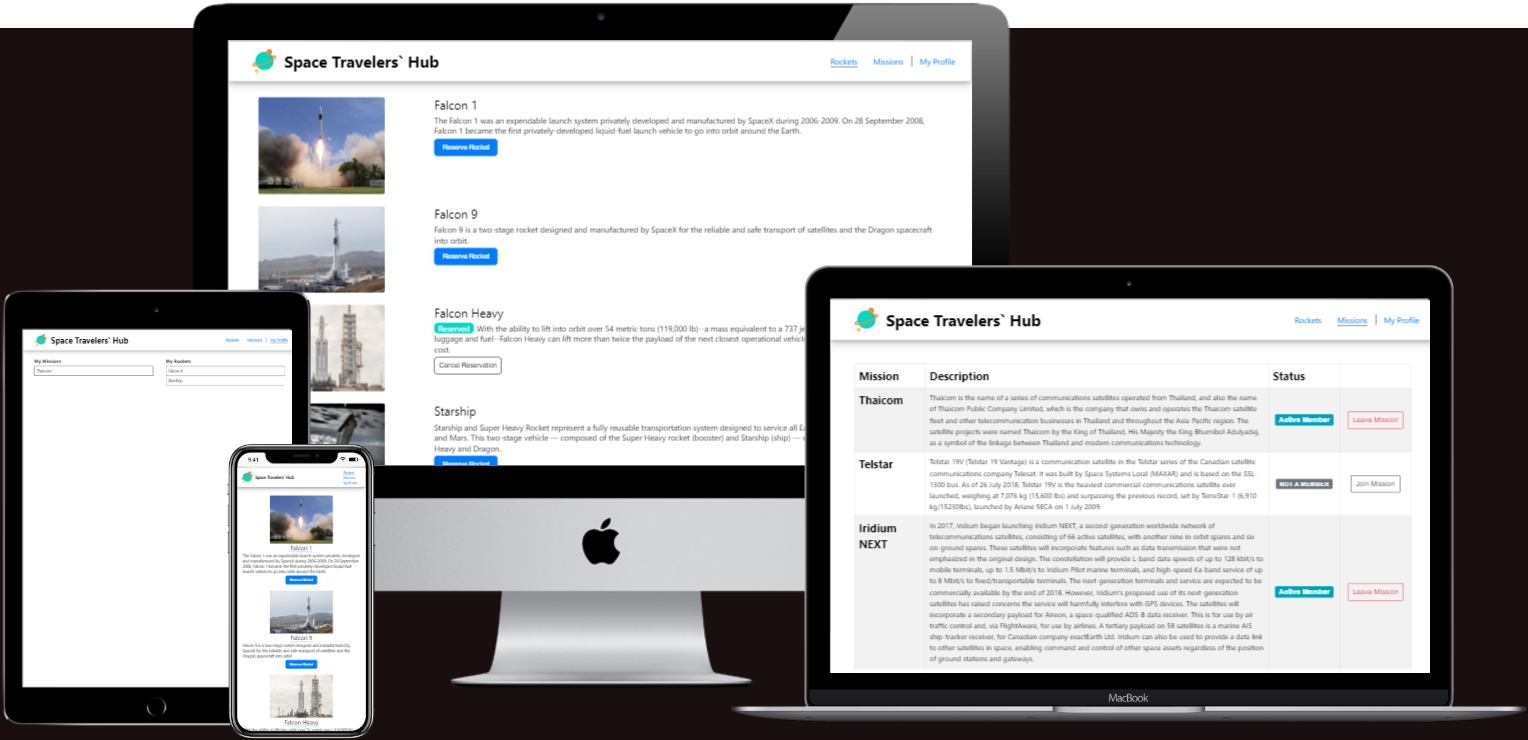 Space Travelers` Hub
Rockets
Missions
My Profile
Falcon 1
The Falcon 1 was an expendable launch system privately developed and manufactured by SpaceX during 2006-2009. On 28 September 2008,
Falcon 1 became the first privately-developed liquid-fuel launch vehicle to go into orbit around the Earth.
Reserve Rocket
Falcon 9
Falcon 9 is a two-stage rocket designed and manufactured by SpaceX for the reliable and safe transport of satellites and the Dragon spacecraft
into orbit.
Reserve Rocket
Falcon Heavy
Reserved With the ability to lift into orbit over 54 metric tons (119,000 lb)--a mass equivalent to a 737
luggage and fuel--Falcon Heavy can lift more than twice the payload of the next closest operational
cost.
Cancel Reservation
Starship
Starship and Super Heavy Rocket represent a fully reusable transportation system designed to service all
and Mars. This two-stage vehicle — composed of the Super Heavy rocket (booster) and Starship (ship) —
Heavy and Dragon.
Reserve Rocket
Space Travelers` Hub
Rockets
Missions
My Profile
My Missions
Thaicom
My Rockets
Falcon 9
Starship
9:41
Space Travelers` Hub
Rockets
Missions
My Profile
Falcon 1
The Falcon 1 was an expendable launch system privately developed
and manufactured by SpaceX during 2006-2009. On 28 September
2008, Falcon 1 became the first privately-developed liquid-fuel
launch vehicle to go into orbit around the Earth.
Reserve Rocket
Falcon 9
Falcon 9 is a two-stage rocket designed and manufactured by
SpaceX for the reliable and safe transport of satellites and the
Dragon spacecraft into orbit.
Reserve Rocket
Falcon Heavy
Space Travelers` Hub
Rockets
Missions
My Profile
Mission
Description
Status
Thaicom
Thaicom is the name of a series of communications satellites operated from Thailand, and also the name
of Thaicom Public Company Limited, which is the company that owns and operates the Thaicom satellite
fleet and other telecommunication businesses in Thailand and throughout the Asia-Pacific region. The
satellite projects were named Thaicom by the King of Thailand, His Majesty the King Bhumibol Adulyadej,
as a symbol of the linkage between Thailand and modern communications technology.
Active Member
Leave Mission
Telstar
Telstar 19V (Telstar 19 Vantage) is a communication satellite in the Telstar series of the Canadian satellite
communications company Telesat. It was built by Space Systems Loral (MAXAR) and is based on the SSL-
1300 bus. As of 26 July 2018, Telstar 19V is the heaviest commercial communications satellite ever
launched, weighing at 7,076 kg (15,600 lbs) and surpassing the previous record, set by TerreStar-1 (6,910
kg/15230lbs), launched by Ariane 5ECA on 1 July 2009.
NOT A MEMBER
Join Mission
Iridium
NEXT
In 2017, Iridium began launching Iridium NEXT, a second-generation worldwide network of
telecommunications satellites, consisting of 66 active satellites, with another nine in-orbit spares and six
on-ground spares. These satellites will incorporate features such as data transmission that were not
emphasized in the original design. The constellation will provide L-band data speeds of up to 128 kbit/s to
mobile terminals, up to 1.5 Mbit/s to Iridium Pilot marine terminals, and high-speed Ka-band service of up
to 8 Mbit/s to fixed/transportable terminals. The next-generation terminals and service are expected to be
commercially available by the end of 2018. However, Iridium's proposed use of its next-generation
satellites has raised concerns the service will harmfully interfere with GPS devices. The satellites will
incorporate a secondary payload for Aireon, a space-qualified ADS-B data receiver. This is for use by air
traffic control and, via FlightAware, for use by airlines. A tertiary payload on 58 satellites is a marine AIS
ship-tracker receiver, for Canadian company exactEarth Ltd. Iridium can also be used to provide a data link
to other satellites in space, enabling command and control of other space assets regardless of the position
of ground stations and gateways.
Active Member
Leave Mission
MacBook